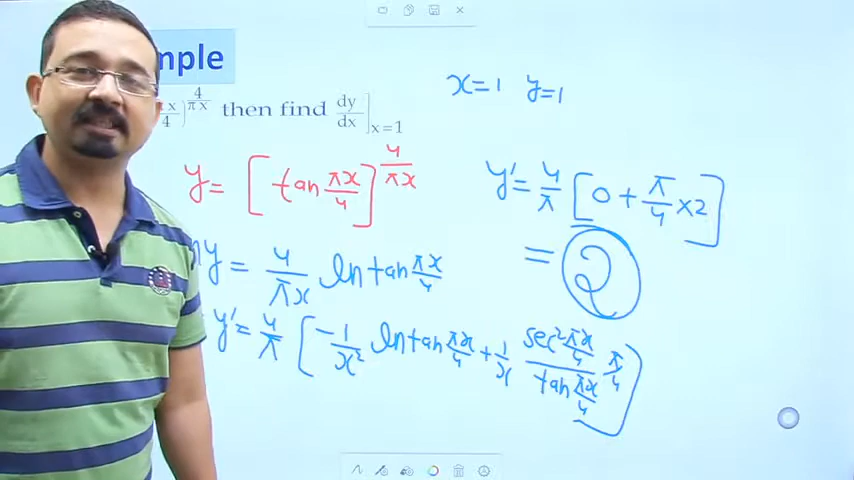 mple
πx/4)^(4/πx) then find dy/dx]x=1
x=1 y=1
y= [tan πx/4]^(4/πx)
y'= 4/π [0 + π/4 ×2]
= 2
y = 4/πx ln tan πx/4
y'= 4/π [-1/x² ln tan πx/4 + 1/x sec² πx/4 / tan πx/4 π/4]